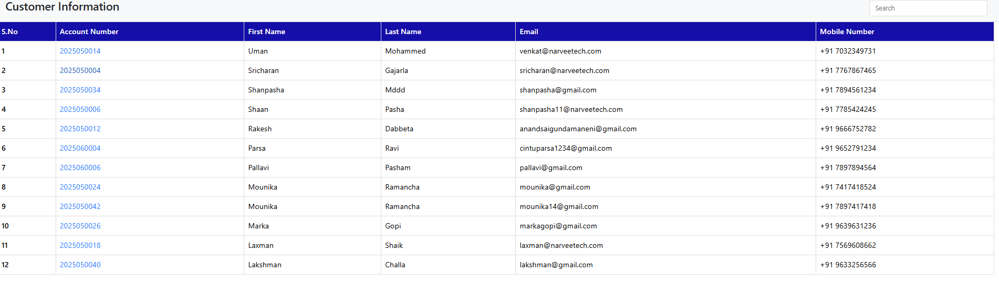 Customer Information
Search
S.No Account Number First Name Last Name Email Mobile Number
1 2025050014 Uman Mohammed venkat@narveetech.com +91 7032349731
2 2025050004 Sricharan Gajarla sricharan@narveetech.com +91 7767867465
3 2025050034 Shanpasha Mddd shanpasha@gmail.com +91 7894561234
4 2025050006 Shaan Pasha shanpasha11@narveetech.com +91 7785424245
5 2025050012 Rakesh Dabbeta anandsaigundamaneni@gmail.com +91 9666752782
6 2025060004 Parsa Ravi cintuparsa1234@gmail.com +91 9652791234
7 2025060006 Pallavi Pasham pallavi@gmail.com +91 7897894564
8 2025050024 Mounika Ramancha mounika@gmail.com +91 7417418524
9 2025050042 Mounika Ramancha mounika14@gmail.com +91 7897417418
10 2025050026 Marka Gopi markagopi@gmail.com +91 9639631236
11 2025050018 Laxman Shaik laxman@narveetech.com +91 7569608662
12 2025050040 Lakshman Challa lakshman@gmail.com +91 9633256566